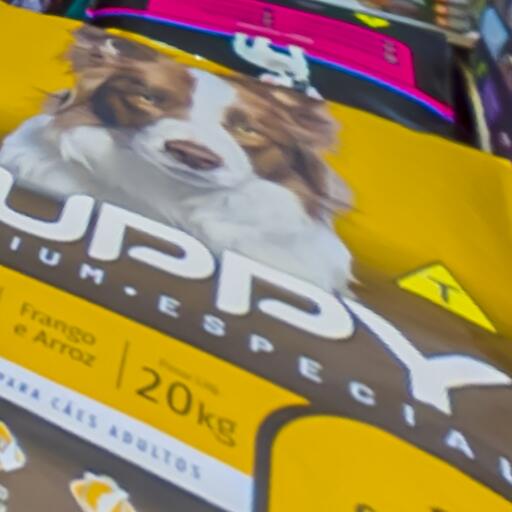 UPPY
IUM • ESPECIAL
Frango
e Arroz
20kg
PARA CÃES ADULTOS
T